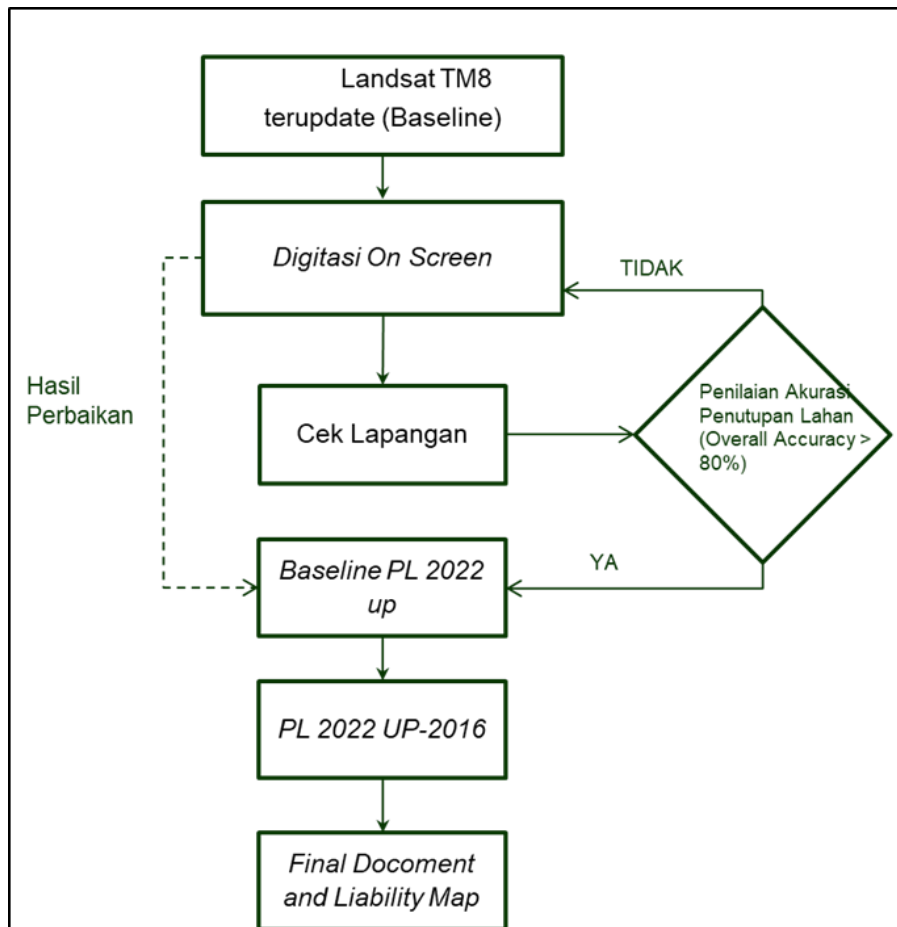 Landsat TM8
terupdate (Baseline)
Digitasi On Screen
TIDAK
Hasil
Perbaikan
Cek Lapangan
Penilaian Akurasi
Penutupan Lahan
(Overall Accuracy >
80%)
YA
Baseline PL 2022
up
PL 2022 UP-2016
Final Docoment
and Liability Map